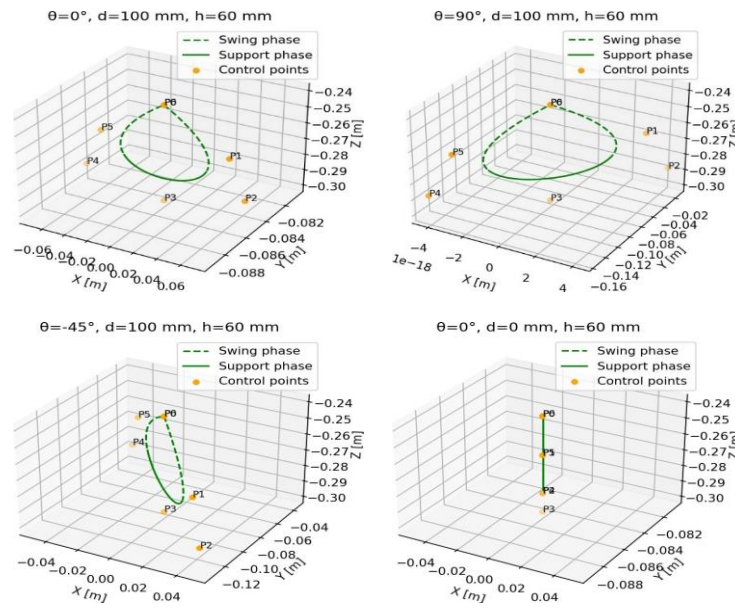 θ=0°, d=100 mm, h=60 mm
Swing phase
Support phase
Control points
P5
P4
P1
P3
P2
−0.24
−0.25
−0.26
−0.27
−0.28
−0.29
−0.30
Z [m]
−0.06
−0.04
−0.02
0.00
0.02
0.04
0.06
X [m]
−0.088
−0.086
−0.084
−0.082
Y [m]
θ=90°, d=100 mm, h=60 mm
Swing phase
Support phase
Control points
P1
P5
P2
P4
P3
−0.24
−0.25
−0.26
−0.27
−0.28
−0.29
−0.30
Z [m]
−4
−2
0
2
4
1e−18
X [m]
−0.16
−0.14
−0.12
−0.10
−0.08
−0.06
−0.04
−0.02
Y [m]
θ=-45°, d=100 mm, h=60 mm
Swing phase
Support phase
Control points
P5
P4
P1
P3
P2
−0.24
−0.25
−0.26
−0.27
−0.28
−0.29
−0.30
Z [m]
−0.04
−0.02
0.00
0.02
0.04
X [m]
−0.12
−0.10
−0.08
−0.06
−0.04
Y [m]
θ=0°, d=0 mm, h=60 mm
Swing phase
Support phase
Control points
P3
−0.24
−0.25
−0.26
−0.27
−0.28
−0.29
−0.30
Z [m]
−0.04
−0.02
0.00
0.02
0.04
X [m]
−0.088
−0.086
−0.084
−0.082
Y [m]